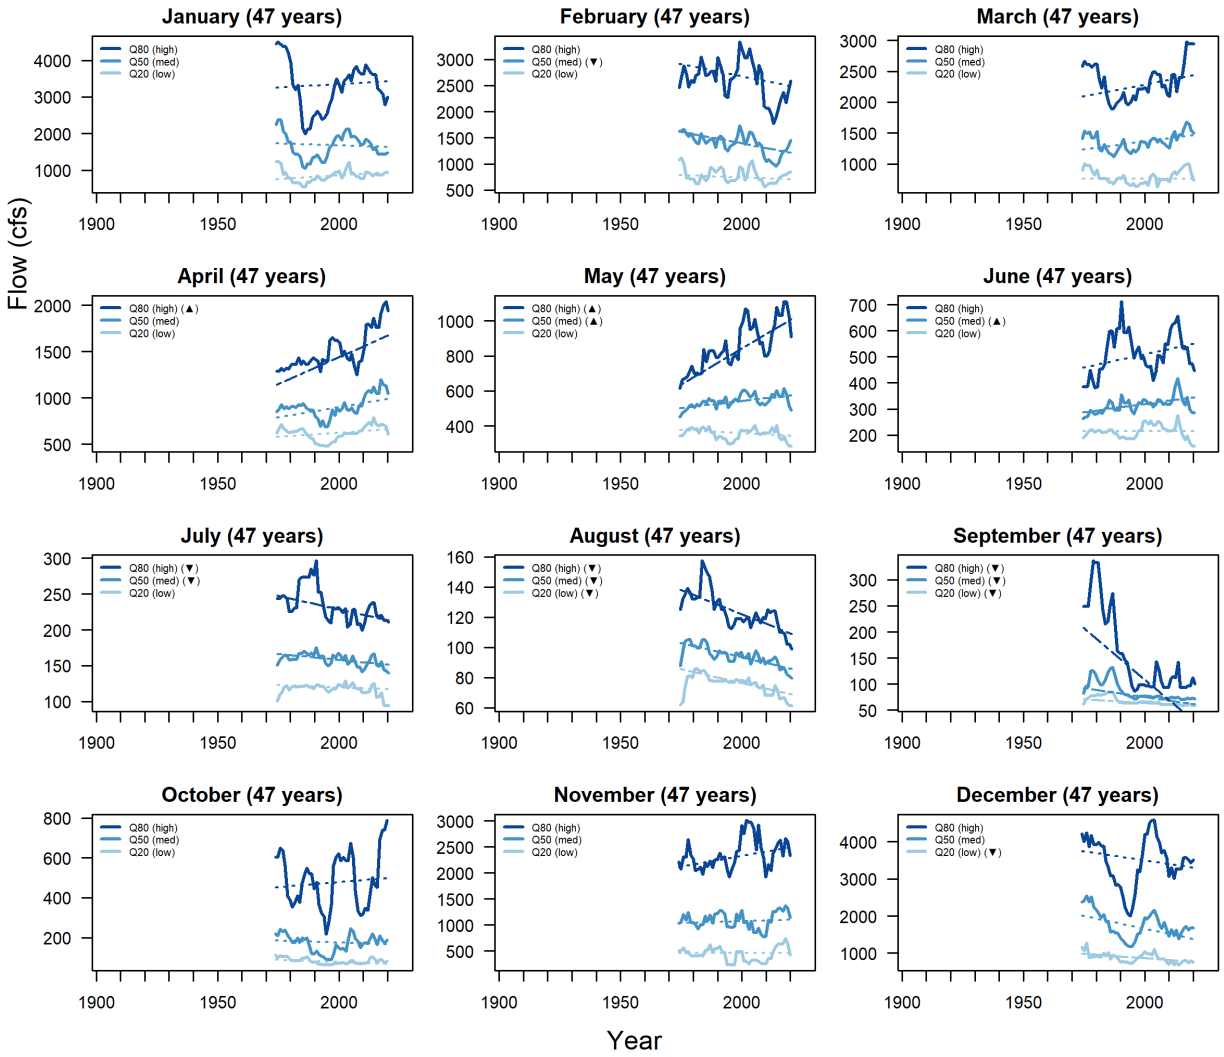 January (47 years)
Q80 (high)
Q50 (med)
Q20 (low)
4000
3000
2000
1000
1900
1950
2000
February (47 years)
Q80 (high)
Q50 (med) (▼)
Q20 (low)
3000
2500
2000
1500
1000
500
1900
1950
2000
March (47 years)
Q80 (high)
Q50 (med)
Q20 (low)
3000
2500
2000
1500
1000
1900
1950
2000
Flow (cfs)
April (47 years)
Q80 (high) (▲)
Q50 (med)
Q20 (low)
2000
1500
1000
500
1900
1950
2000
May (47 years)
Q80 (high) (▲)
Q50 (med) (▲)
Q20 (low)
1000
800
600
400
1900
1950
2000
June (47 years)
Q80 (high)
Q50 (med) (▲)
Q20 (low)
700
600
500
400
300
200
1900
1950
2000
July (47 years)
Q80 (high) (▼)
Q50 (med) (▼)
Q20 (low)
300
250
200
150
100
1900
1950
2000
August (47 years)
Q80 (high) (▼)
Q50 (med) (▼)
Q20 (low) (▼)
160
140
120
100
80
60
1900
1950
2000
September (47 years)
Q80 (high) (▼)
Q50 (med) (▼)
Q20 (low) (▼)
300
250
200
150
100
50
1900
1950
2000
October (47 years)
Q80 (high)
Q50 (med)
Q20 (low)
800
600
400
200
1900
1950
2000
November (47 years)
Q80 (high)
Q50 (med)
Q20 (low)
3000
2500
2000
1500
1000
500
1900
1950
2000
December (47 years)
Q80 (high)
Q50 (med)
Q20 (low) (▼)
4000
3000
2000
1000
1900
1950
2000
Year